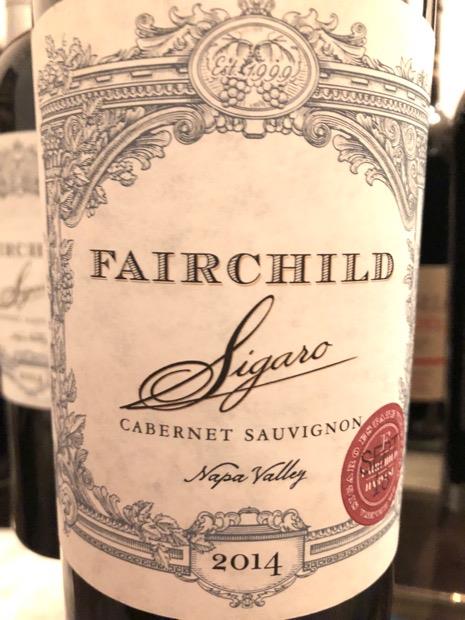 Est. 1999
FAIRCHILD
Sigaro
CABERNET SAUVIGNON
Napa Valley
2014